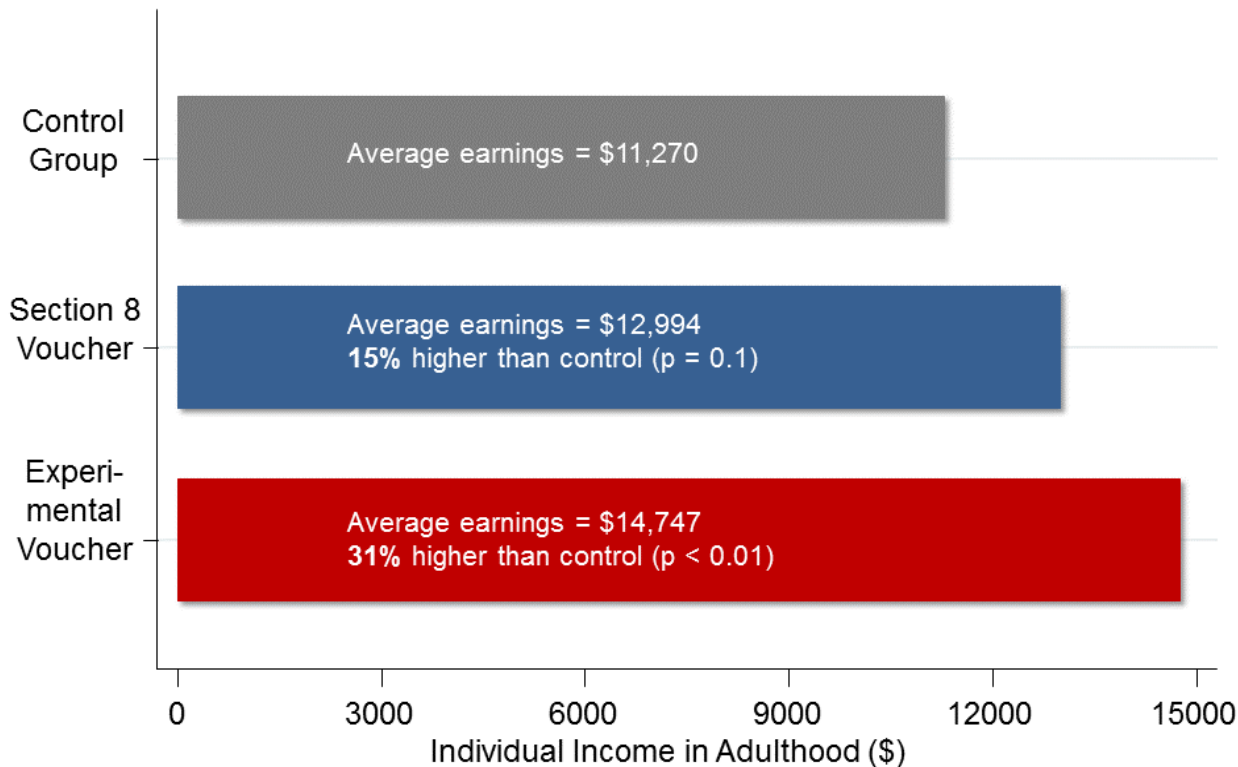 Control
Group
Average earnings = $11,270
Section 8
Voucher
Average earnings = $12,994
15% higher than control (p = 0.1)
Experi-
mental
Voucher
Average earnings = $14,747
31% higher than control (p < 0.01)
0 3000 6000 9000 12000 15000
Individual Income in Adulthood ($)